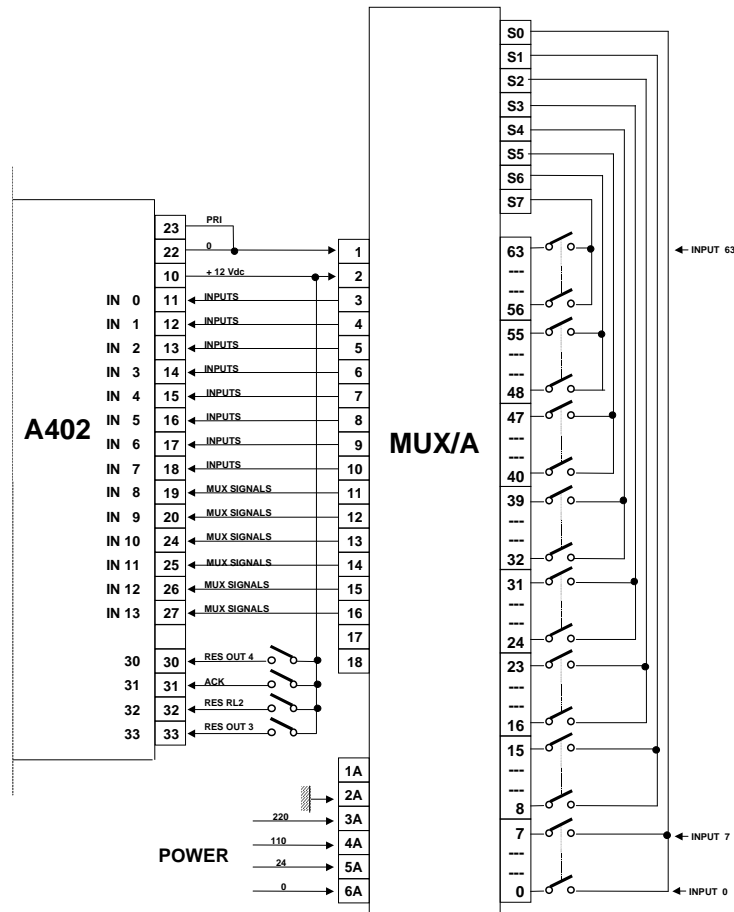 S0
S1
S2
S3
S4
S5
S6
S7
23 PRI
22 0 1
10 + 12 Vdc 2
IN 0 11 INPUTS 3
IN 1 12 INPUTS 4
IN 2 13 INPUTS 5
IN 3 14 INPUTS 6
IN 4 15 INPUTS 7
IN 5 16 INPUTS 8
IN 6 17 INPUTS 9
IN 7 18 INPUTS 10
IN 8 19 MUX SIGNALS 11
IN 9 20 MUX SIGNALS 12
IN 10 24 MUX SIGNALS 13
IN 11 25 MUX SIGNALS 14
IN 12 26 MUX SIGNALS 15
IN 13 27 MUX SIGNALS 16
17
18
30 30 RES OUT 4
31 31 ACK
32 32 RES RL2
33 33 RES OUT 3
A402
MUX/A
1A
2A
220 3A
110 4A
24 5A
0 6A
POWER
63 INPUT 63
---
---
56
55
---
---
48
47
---
---
40
39
---
---
32
31
---
---
24
23
---
---
16
15
---
---
8
7 INPUT 7
---
---
0 INPUT 0